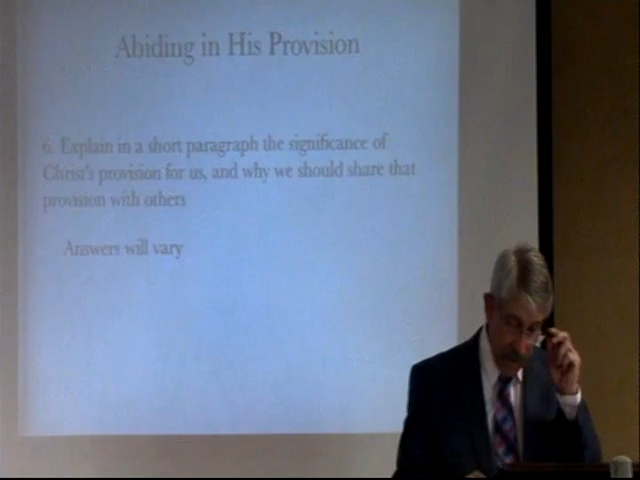 Abiding in His Provision
6. Explain in a short paragraph the significance of
Christ's provision for us, and why we should share that
provision with others
Answers will vary